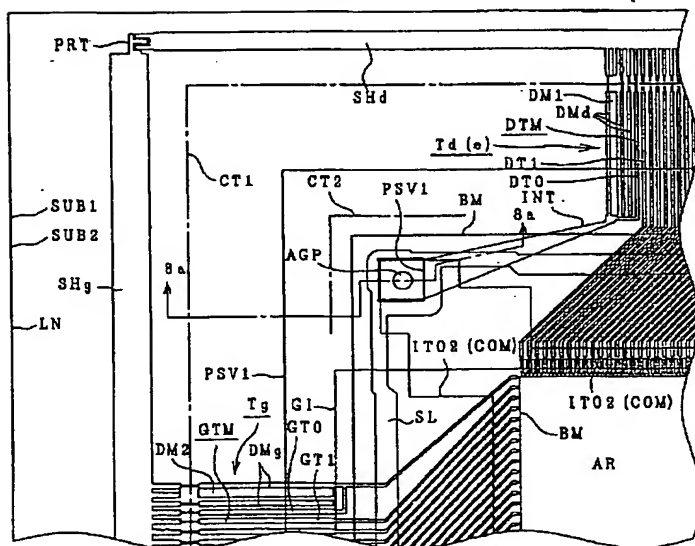 PRT
SHd
DM1
DMd
DTM
Td (e)
DT1
DT0
CT1
CT2
PSV1
BM
INT.
8a
SUB1
SUB2
AGP
8a
SHg
LN
PSV1
ITO2 (COM)
GI
SL
Tg
GT0
GTM
DMg
GT1
DM2
ITO2 (COM)
BM
AR